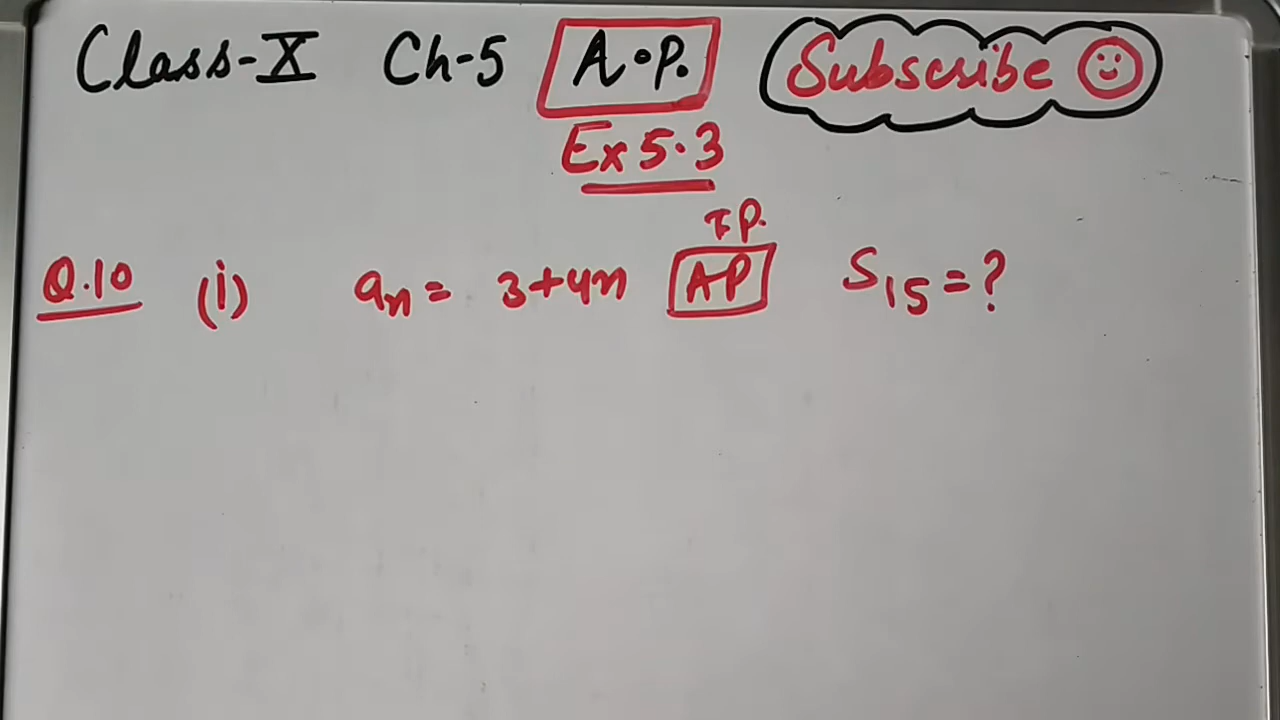 Class-X Ch-5 A.P. Subscribe
Ex 5.3
T.P.
Q.10 (i) an = 3+4n AP S15 = ?